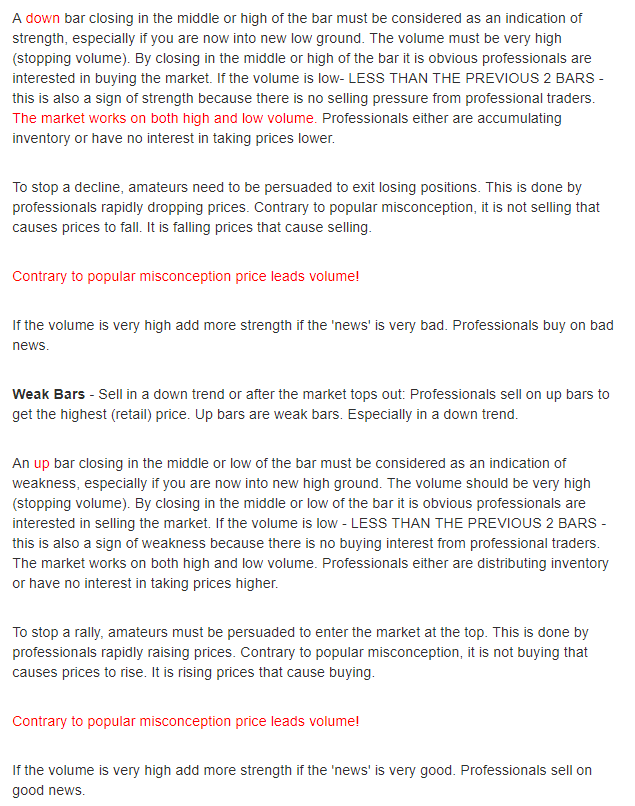 A down bar closing in the middle or high of the bar must be considered as an indication of
strength, especially if you are now into new low ground. The volume must be very high
(stopping volume). By closing in the middle or high of the bar it is obvious professionals are
interested in buying the market. If the volume is low- LESS THAN THE PREVIOUS 2 BARS -
this is also a sign of strength because there is no selling pressure from professional traders.
The market works on both high and low volume. Professionals either are accumulating
inventory or have no interest in taking prices lower.
To stop a decline, amateurs need to be persuaded to exit losing positions. This is done by
professionals rapidly dropping prices. Contrary to popular misconception, it is not selling that
causes prices to fall. It is falling prices that cause selling.
Contrary to popular misconception price leads volume!
If the volume is very high add more strength if the 'news' is very bad. Professionals buy on bad
news.
Weak Bars - Sell in a down trend or after the market tops out: Professionals sell on up bars to
get the highest (retail) price. Up bars are weak bars. Especially in a down trend.
An up bar closing in the middle or low of the bar must be considered as an indication of
weakness, especially if you are now into new high ground. The volume should be very high
(stopping volume). By closing in the middle or low of the bar it is obvious professionals are
interested in selling the market. If the volume is low - LESS THAN THE PREVIOUS 2 BARS -
this is also a sign of weakness because there is no buying interest from professional traders.
The market works on both high and low volume. Professionals either are distributing inventory
or have no interest in taking prices higher.
To stop a rally, amateurs must be persuaded to enter the market at the top. This is done by
professionals rapidly raising prices. Contrary to popular misconception, it is not buying that
causes prices to rise. It is rising prices that cause buying.
Contrary to popular misconception price leads volume!
If the volume is very high add more strength if the 'news' is very good. Professionals sell on
good news.